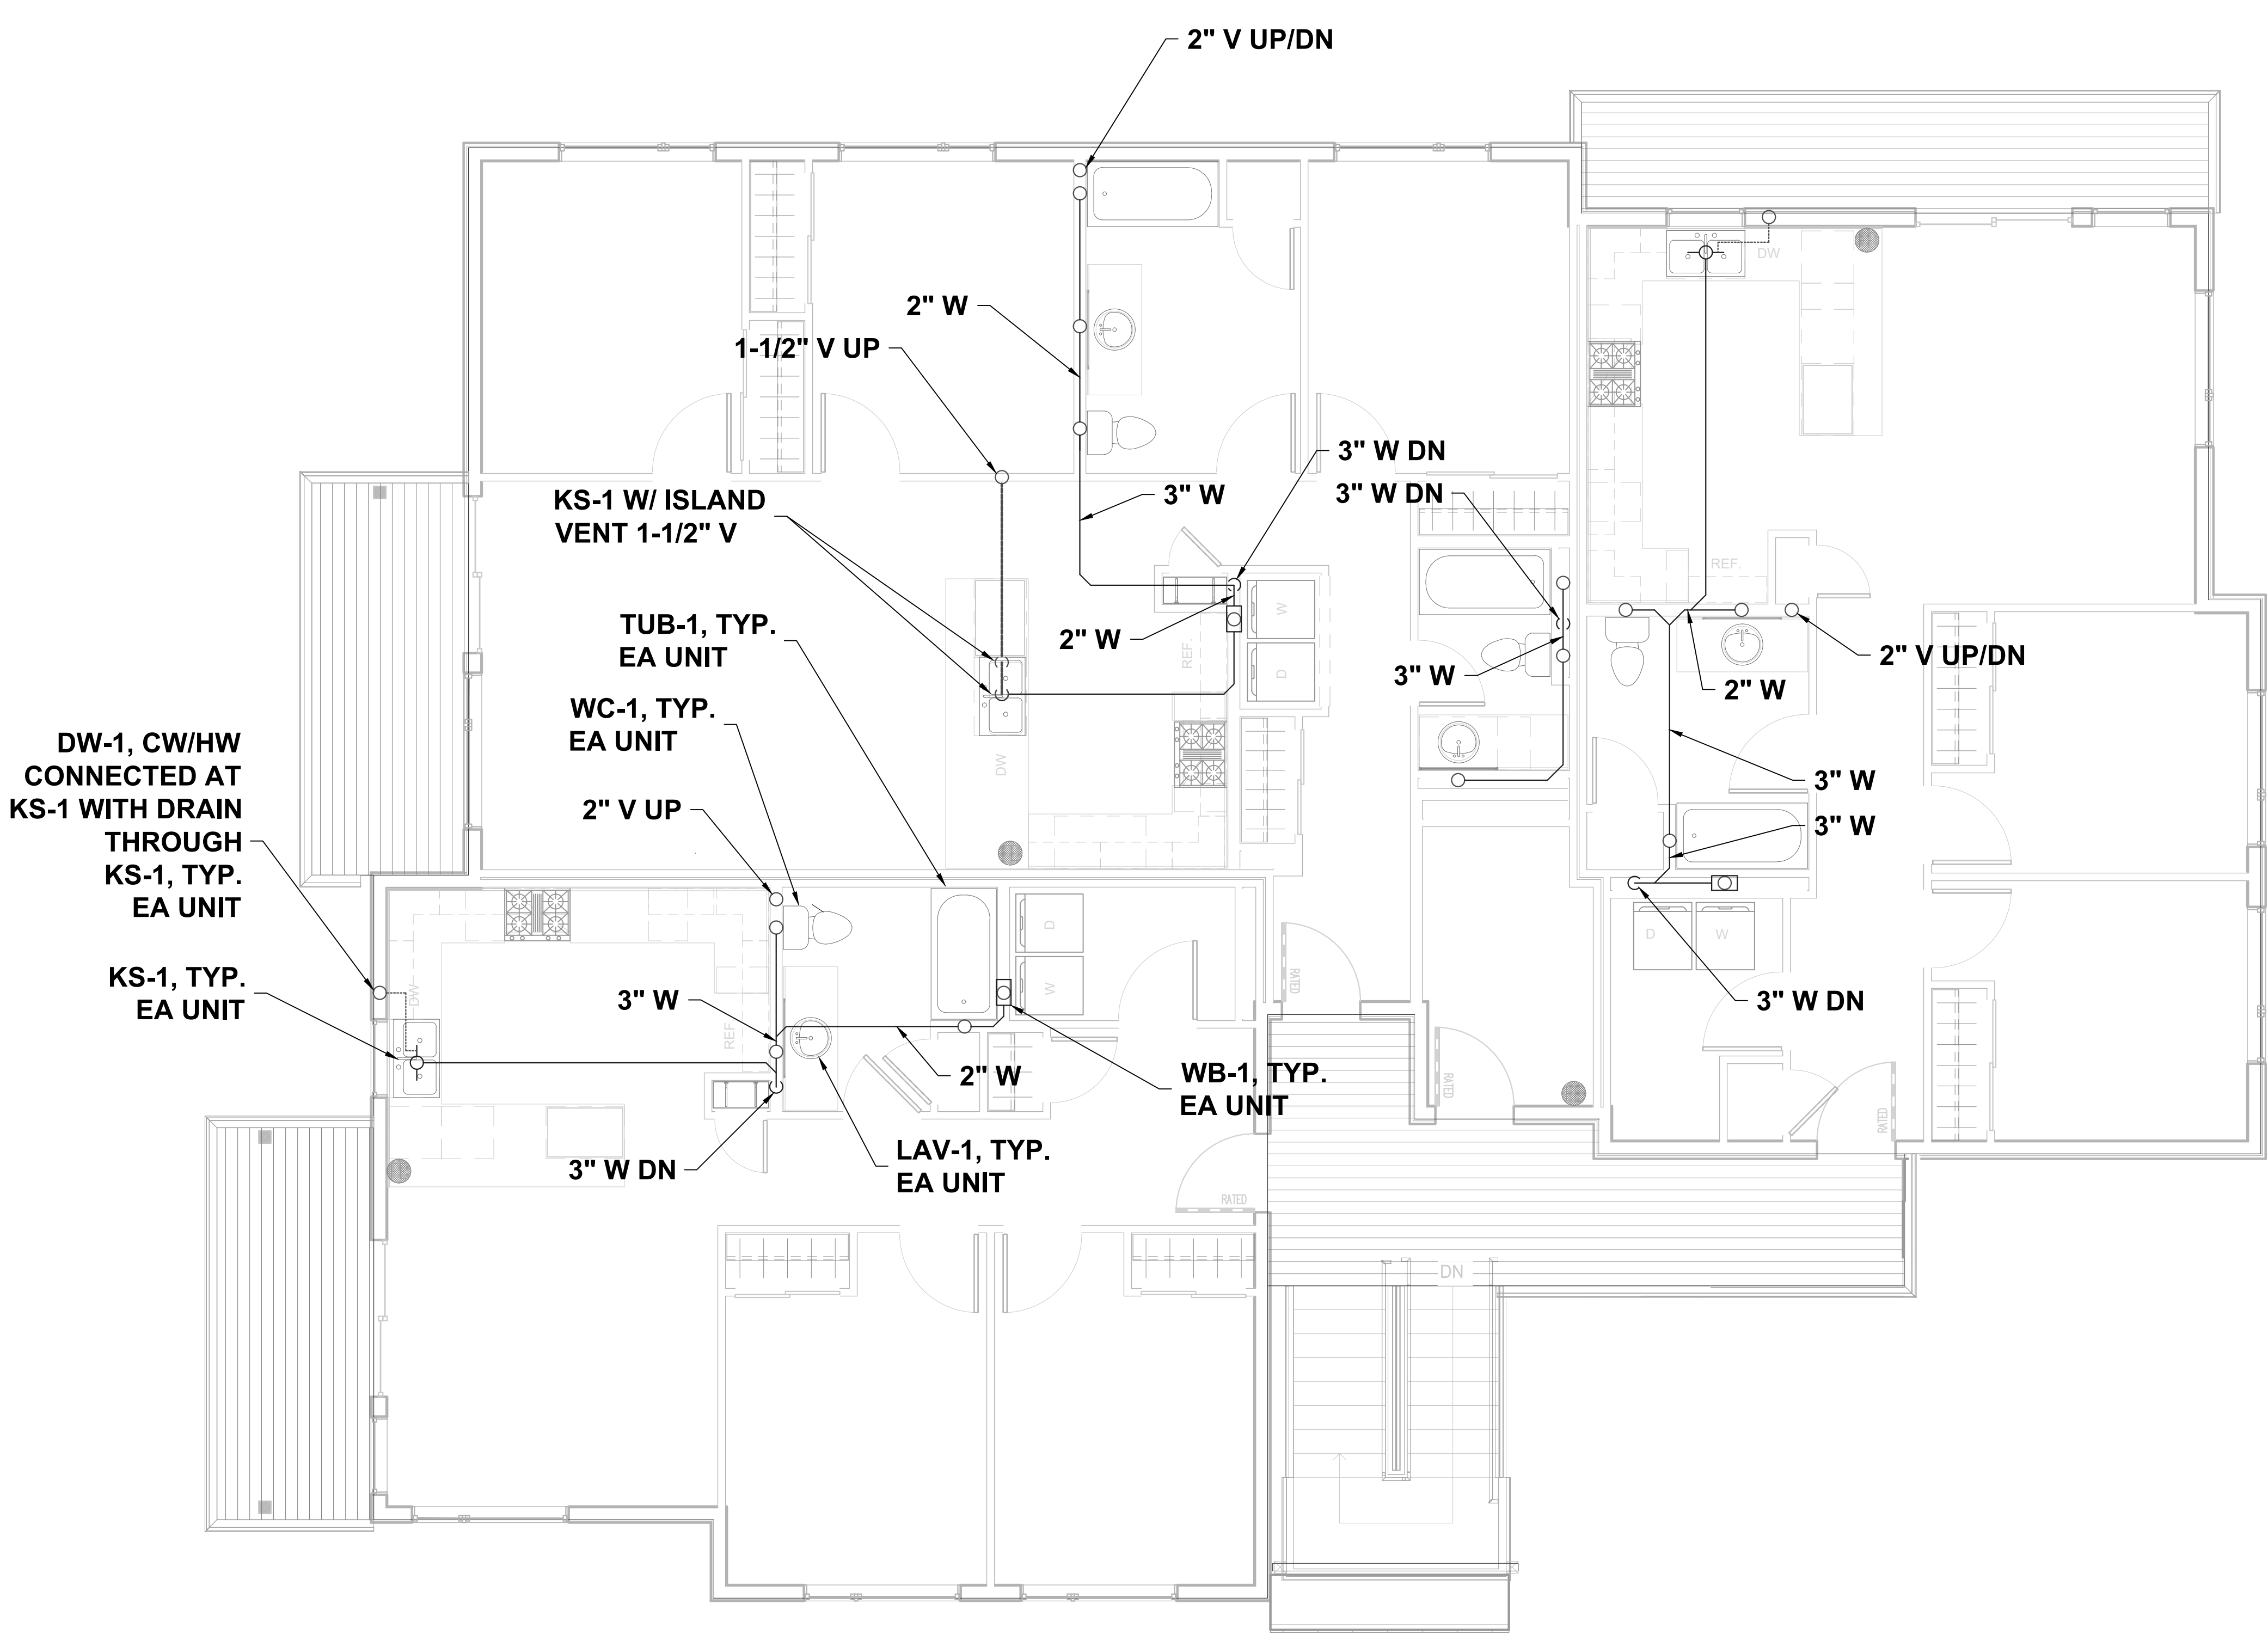 2" V UP/DN
DW
2" W
1-1/2" V UP
3" W DN
3" W DN
3" W
KS-1 W/ ISLAND
VENT 1-1/2" V
REF.
W
TUB-1, TYP.
EA UNIT
2" W
REF.
D
3" W
2" V UP/DN
2" W
WC-1, TYP.
EA UNIT
DW
DW-1, CW/HW
CONNECTED AT
KS-1 WITH DRAIN
THROUGH
KS-1, TYP.
EA UNIT
2" V UP
3" W
3" W
D
D
W
RATED
KS-1, TYP.
EA UNIT
DW
REF.
3" W
W
3" W DN
2" W
WB-1, TYP.
EA UNIT
RATED
RATED
3" W DN
LAV-1, TYP.
EA UNIT
RATED
DN